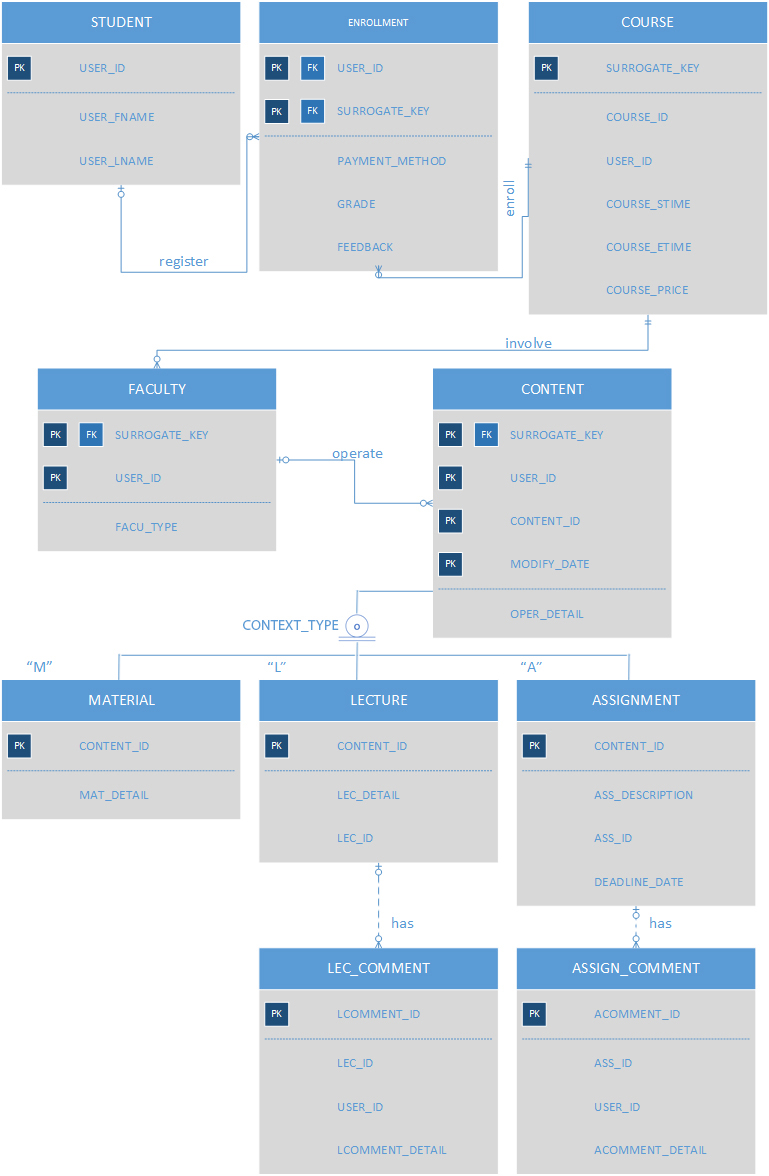 STUDENT
PK USER_ID
USER_FNAME
USER_LNAME
ENROLLMENT
PK FK USER_ID
PK FK SURROGATE_KEY
PAYMENT_METHOD
GRADE
FEEDBACK
COURSE
PK SURROGATE_KEY
COURSE_ID
USER_ID
COURSE_STIME
COURSE_ETIME
COURSE_PRICE
register
enroll
involve
FACULTY
PK FK SURROGATE_KEY
PK USER_ID
FACU_TYPE
operate
CONTENT
PK FK SURROGATE_KEY
PK USER_ID
PK CONTENT_ID
PK MODIFY_DATE
OPER_DETAIL
CONTEXT_TYPE o
“M”
“L”
“A”
MATERIAL
PK CONTENT_ID
MAT_DETAIL
LECTURE
PK CONTENT_ID
LEC_DETAIL
LEC_ID
ASSIGNMENT
PK CONTENT_ID
ASS_DESCRIPTION
ASS_ID
DEADLINE_DATE
has
has
LEC_COMMENT
PK LCOMMENT_ID
LEC_ID
USER_ID
LCOMMENT_DETAIL
ASSIGN_COMMENT
PK ACOMMENT_ID
ASS_ID
USER_ID
ACOMMENT_DETAIL